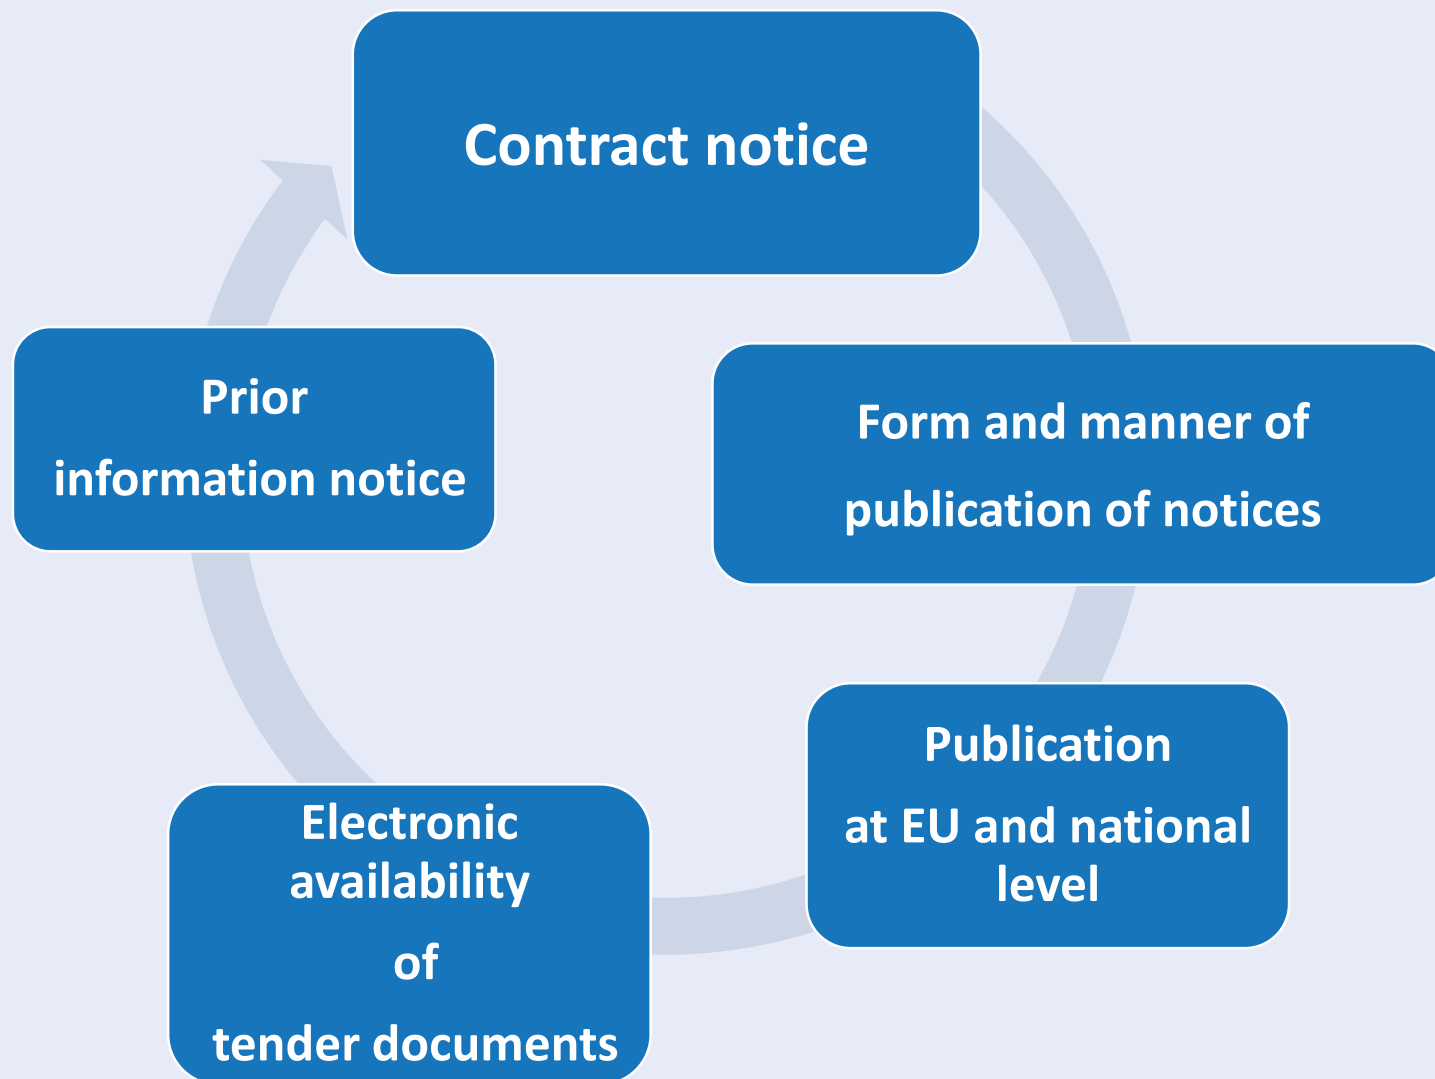 Contract notice
Prior
information notice
Form and manner of
publication of notices
Publication
at EU and national
level
Electronic
availability
of
tender documents